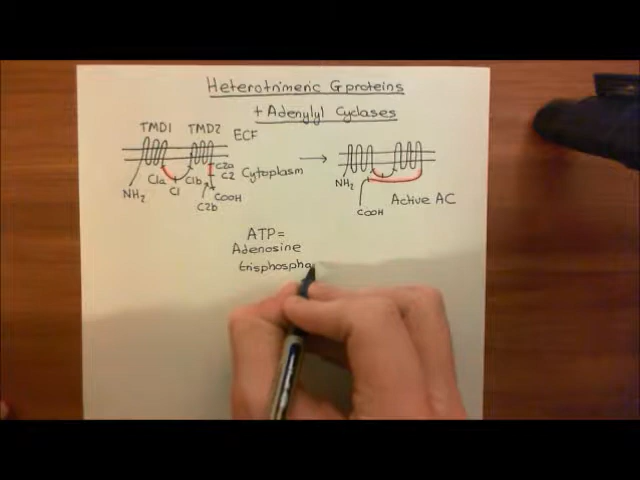 Heterotrimeric G proteins
+ Adenylyl Cyclases
TMD1 TMD2 ECF
C1a C1 C1b C2a C2 C2b Cytoplasm
NH2 COOH
NH2 COOH Active AC
ATP=
Adenosine
trisphospha